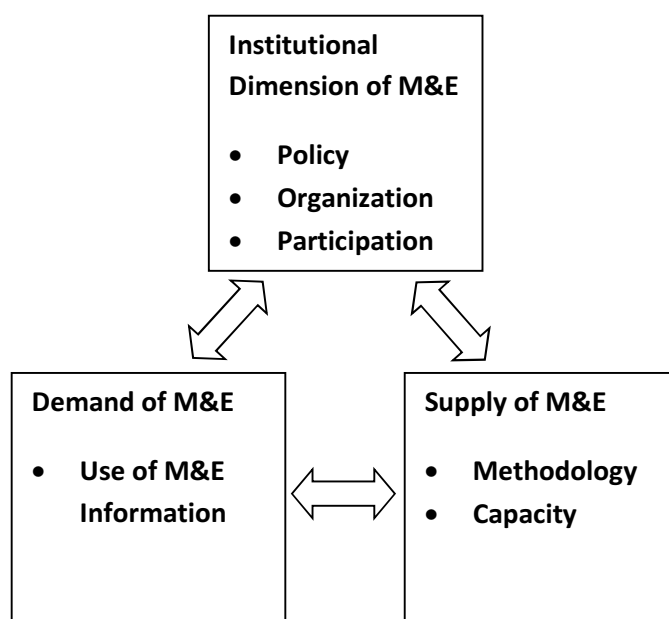 Institutional
Dimension of M&E
• Policy
• Organization
• Participation
Demand of M&E
• Use of M&E
Information
Supply of M&E
• Methodology
• Capacity